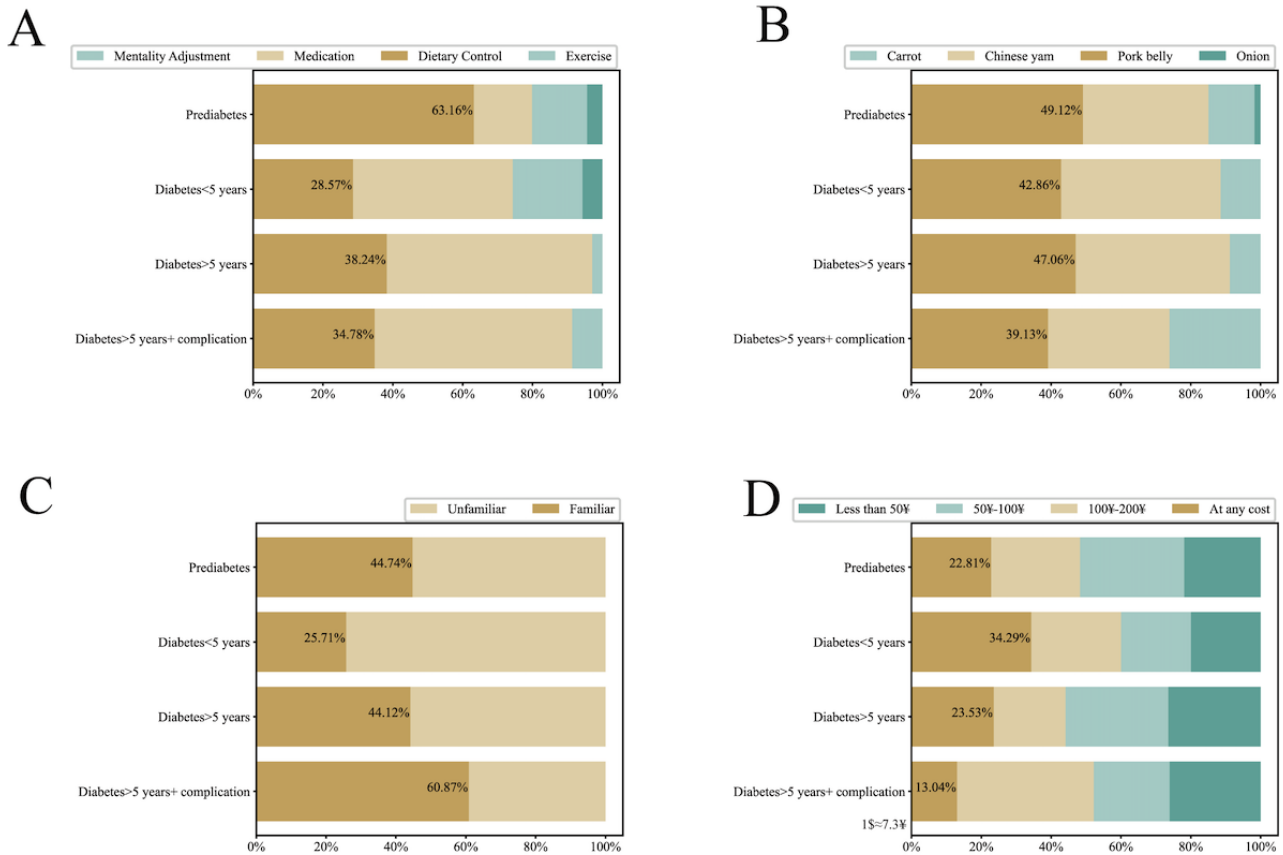 A
Mentality Adjustment Medication Dietary Control Exercise
Prediabetes
63.16%
Diabetes<5 years
28.57%
Diabetes>5 years
38.24%
Diabetes>5 years+ complication
34.78%
0% 20% 40% 60% 80% 100%
B
Carrot Chinese yam Pork belly Onion
Prediabetes
49.12%
Diabetes<5 years
42.86%
Diabetes>5 years
47.06%
Diabetes>5 years+ complication
39.13%
0% 20% 40% 60% 80% 100%
C
Unfamiliar Familiar
Prediabetes
44.74%
Diabetes<5 years
25.71%
Diabetes>5 years
44.12%
Diabetes>5 years+ complication
60.87%
0% 20% 40% 60% 80% 100%
D
Less than 50¥ 50¥-100¥ 100¥-200¥ At any cost
Prediabetes
22.81%
Diabetes<5 years
34.29%
Diabetes>5 years
23.53%
Diabetes>5 years+ complication
13.04%
1$≈7.3¥
0% 20% 40% 60% 80% 100%